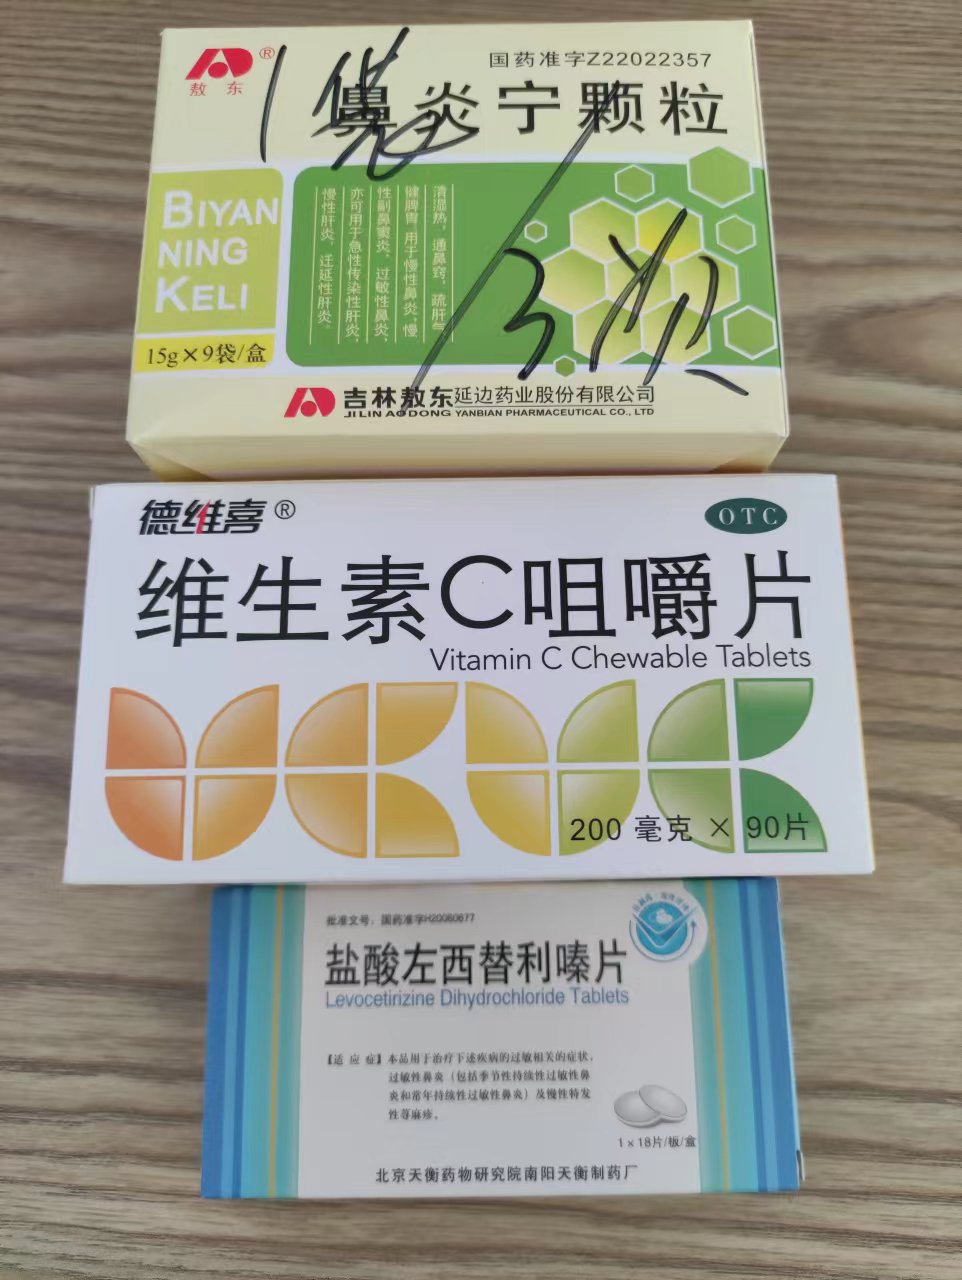 敖东®
国药准字Z22022357
鼻炎宁颗粒
1袋/3次
BIYAN
NING
KELI
清湿热，通鼻窍，疏肝气，
健脾胃。用于慢性鼻炎、慢
性副鼻窦炎，过敏性鼻炎，
亦可用于急性传染性肝炎，
慢性肝炎，迁延性肝炎。
15g×9袋/盒
吉林敖东延边药业股份有限公司
JILIN AODONG YANBIAN PHARMACEUTICAL CO., LTD
德维喜®
OTC
维生素C咀嚼片
Vitamin C Chewable Tablets
200 毫克 × 90片
批准文号：国药准字H20060677
盐酸左西替利嗪片
Levocetirizine Dihydrochloride Tablets
【适 应 症】本品用于治疗下述疾病的过敏相关的症状，
过敏性鼻炎（包括季节性持续性过敏性鼻
炎和常年持续性过敏性鼻炎）及慢性特发
性荨麻疹。
1×18片/板/盒
北京天衡药物研究院南阳天衡制药厂